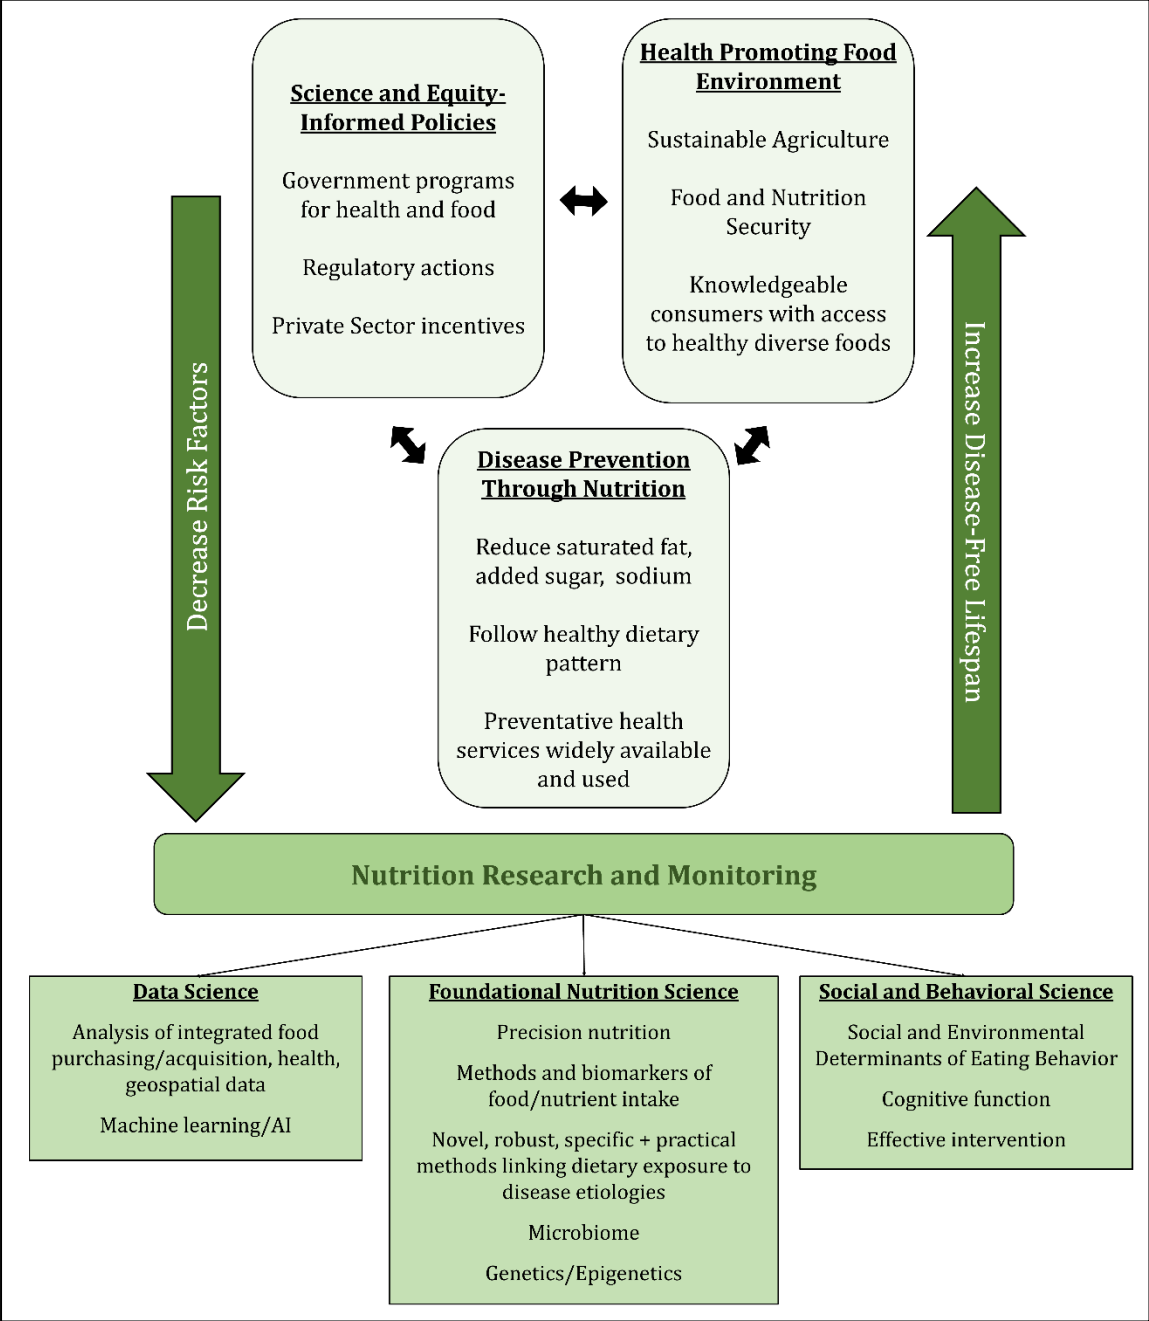 Science and Equity-
Informed Policies
Government programs
for health and food
Regulatory actions
Private Sector incentives
Health Promoting Food
Environment
Sustainable Agriculture
Food and Nutrition
Security
Knowledgeable
consumers with access
to healthy diverse foods
Decrease Risk Factors
Increase Disease-Free Lifespan
Disease Prevention
Through Nutrition
Reduce saturated fat,
added sugar, sodium
Follow healthy dietary
pattern
Preventative health
services widely available
and used
Nutrition Research and Monitoring
Data Science
Analysis of integrated food
purchasing/acquisition, health,
geospatial data
Machine learning/AI
Foundational Nutrition Science
Precision nutrition
Methods and biomarkers of
food/nutrient intake
Novel, robust, specific + practical
methods linking dietary exposure to
disease etiologies
Microbiome
Genetics/Epigenetics
Social and Behavioral Science
Social and Environmental
Determinants of Eating Behavior
Cognitive function
Effective intervention